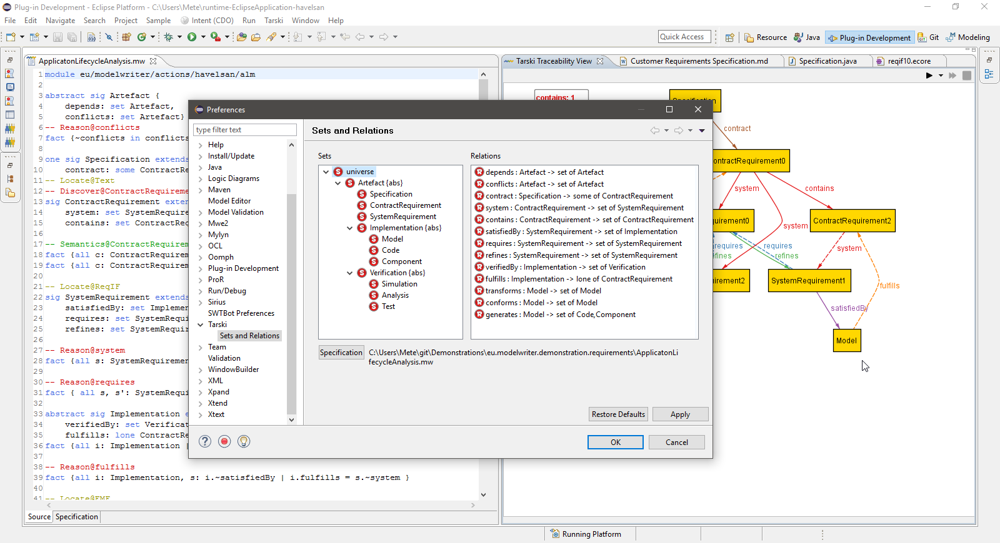 Plug-in Development - Eclipse Platform - C:\Users\Mete\runtime-EclipseApplication-havelsan
File Edit Navigate Search Project Sample Intent (CDO) Run Tarski Window Help
Quick Access Resource Java Plug-in Development Git Modeling
ApplicatonLifecycleAnalysis.mw
1 module eu/modelwriter/actions/havelsan/alm
2
3 abstract sig Artefact {
4 depends: set Artefact,
5 conflicts: set Artefact}
6 -- Reason@conflicts
7 fact {~conflicts in conflicts
8
9 one sig Specification extends
10 contract: some ContractRe
11 -- Locate@Text
12 -- Discover@ContractRequireme
13 sig ContractRequirement exten
14 system: set SystemRequire
15 contains: set ContractReq
16
17 -- Semantics@ContractRequirem
18 fact {all c: ContractRequirem
19 fact {all c: ContractRequirem
20
21 -- Locate@ReqIF
22 sig SystemRequirement extends
23 satisfiedBy: set Implemen
24 requires: set SystemRequi
25 refines: set SystemRequir
26
27 -- Reason@system
28 fact {all s: SystemRequiremen
29
30 -- Reason@requires
31 fact { all s, s': SystemRequi
32
33 abstract sig Implementation e
34 verifiedBy: set Verificat
35 fulfills: lone ContractRe
36 fact {all i: Implementation |
37
38 -- Reason@fulfills
39 fact {all i: Implementation, s: i.~satisfiedBy | i.fulfills = s.~system }
40
41 -- Locate@EMF
Source Specification
Preferences
type filter text
Help
Install/Update
Java
Logic Diagrams
Maven
Model Editor
Model Validation
Mwe2
Mylyn
OCL
Oomph
Plug-in Development
ProR
Run/Debug
Sirius
SWTBot Preferences
Tarski
Sets and Relations
Team
Validation
WindowBuilder
XML
Xpand
Xtend
Xtext
Sets and Relations
Sets
universe
Artefact {abs}
Specification
ContractRequirement
SystemRequirement
Implementation {abs}
Model
Code
Component
Verification {abs}
Simulation
Analysis
Test
Relations
depends : Artefact -> set of Artefact
conflicts : Artefact -> set of Artefact
contract : Specification -> some of ContractRequirement
system : ContractRequirement -> set of SystemRequirement
contains : ContractRequirement -> set of ContractRequirement
satisfiedBy : SystemRequirement -> set of Implementation
requires : SystemRequirement -> set of SystemRequirement
refines : SystemRequirement -> set of SystemRequirement
verifiedBy : Implementation -> set of Verification
fulfills : Implementation -> lone of ContractRequirement
transforms : Model -> set of Model
conforms : Model -> set of Model
generates : Model -> set of Code,Component
Specification C:\Users\Mete\git\Demonstrations\eu.modelwriter.demonstration.requirements\ApplicatonLi
fecycleAnalysis.mw
Restore Defaults Apply
OK Cancel
Tarski Traceability View Customer Requirements Specification.md Specification.java reqif10.ecore
contains: 1
Specification
contract
ontractRequirement0
system
contains
uirement0
ContractRequirement2
system
requires
requires
system
efines
refines
irement2
SystemRequirement1
fulfills
satisfiedBy
Model
Running Platform